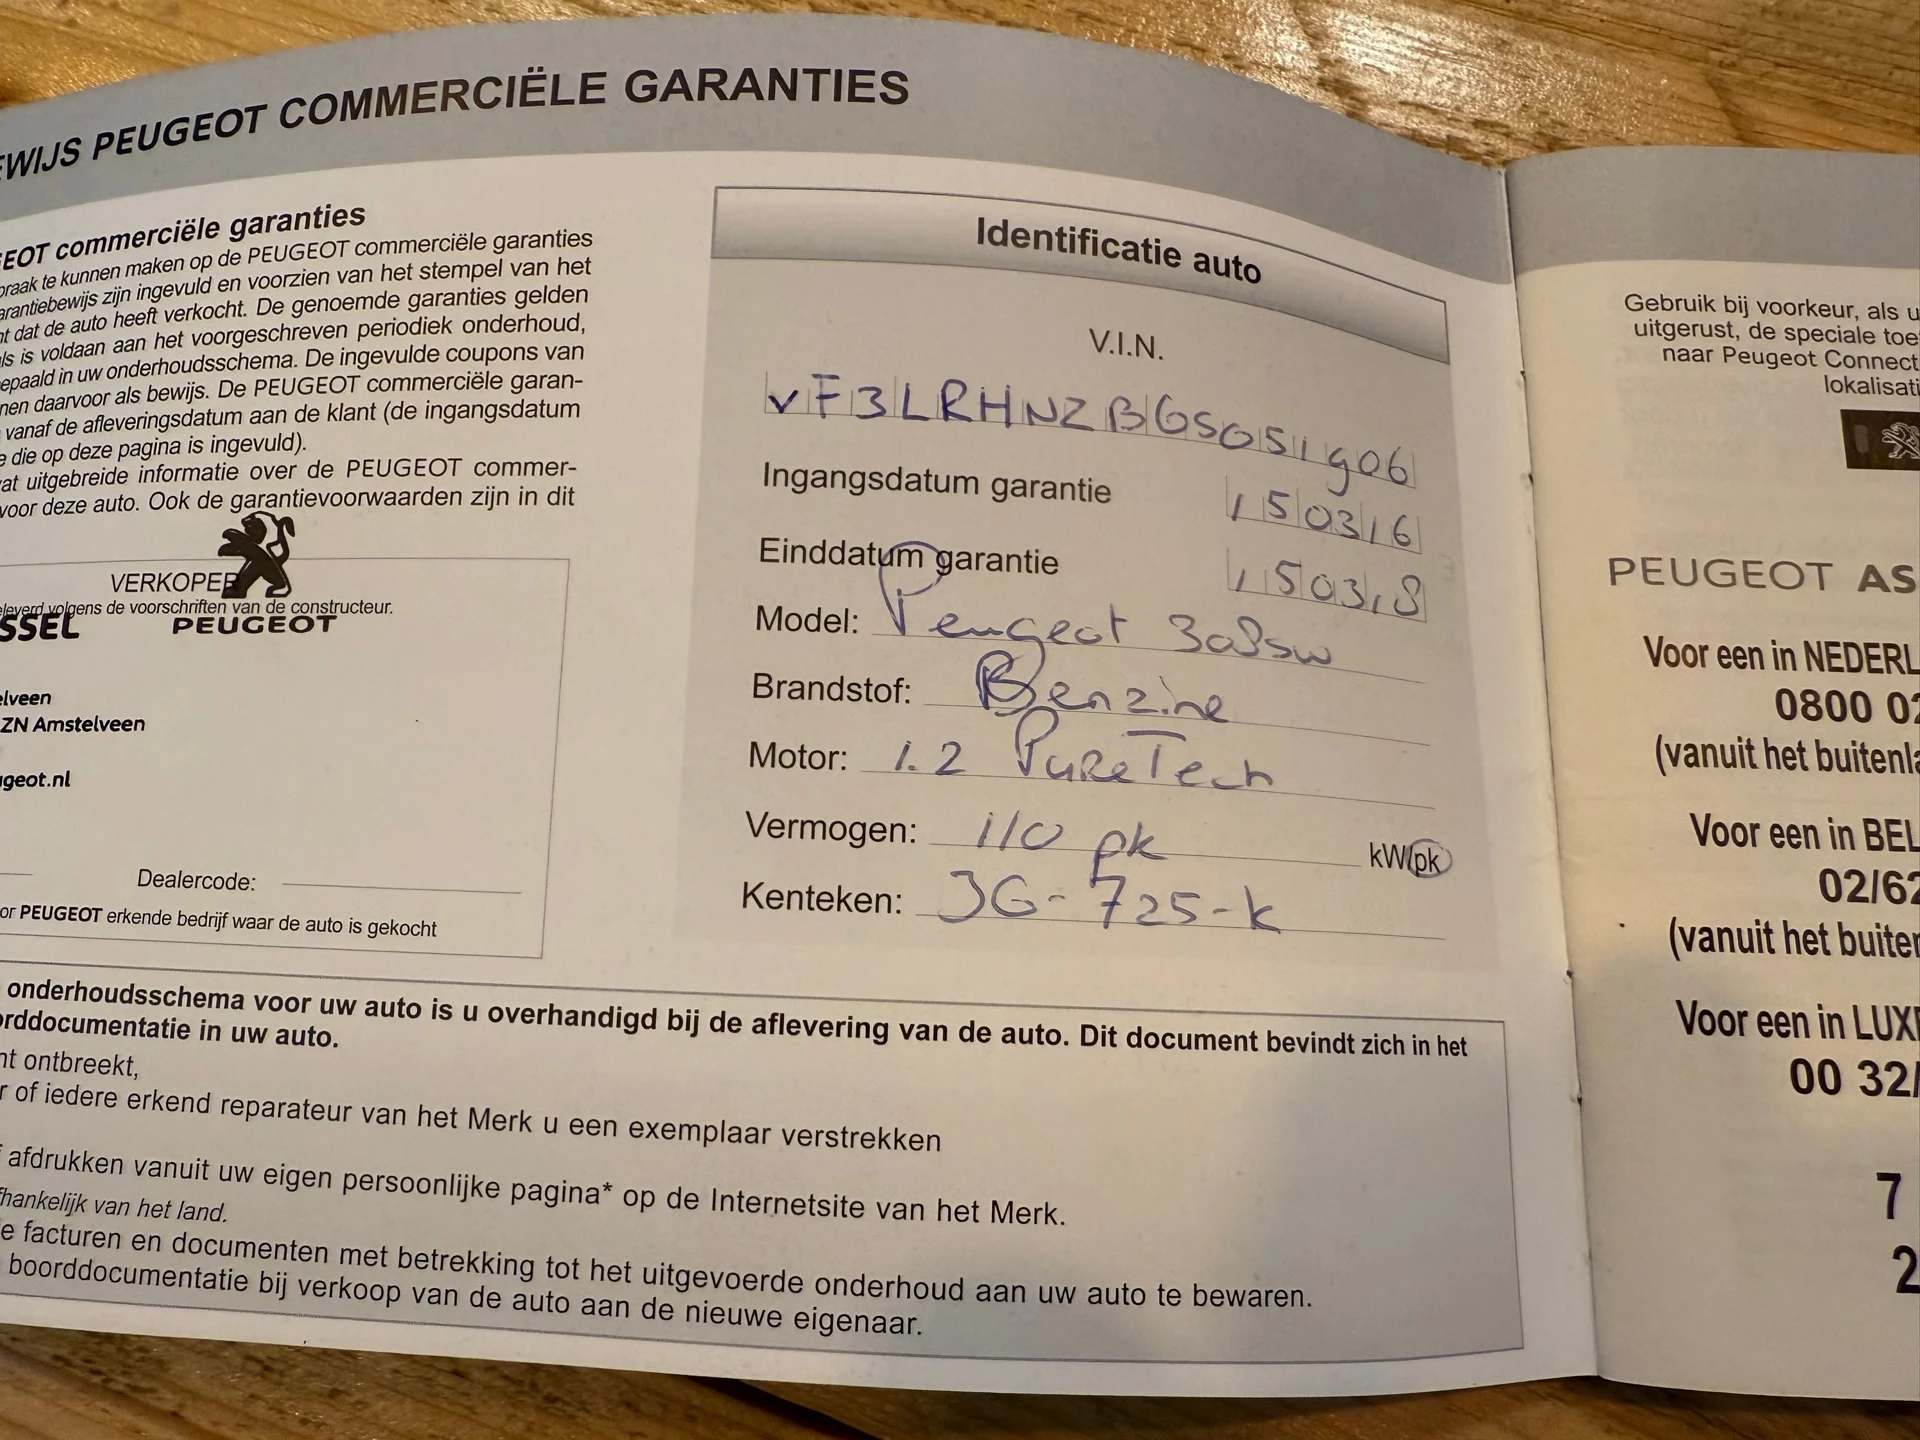 EWIJS PEUGEOT COMMERCIËLE GARANTIES
GEOT commerciële garanties
praak te kunnen maken op de PEUGEOT commerciële garanties
arantiebewijs zijn ingevuld en voorzien van het stempel van het
nt dat de auto heeft verkocht. De genoemde garanties gelden
als is voldaan aan het voorgeschreven periodiek onderhoud,
epaald in uw onderhoudsschema. De ingevulde coupons van
nen daarvoor als bewijs. De PEUGEOT commerciële garan-
vanaf de afleveringsdatum aan de klant (de ingangsdatum
e die op deze pagina is ingevuld).
at uitgebreide informatie over de PEUGEOT commer-
voor deze auto. Ook de garantievoorwaarden zijn in dit
VERKOPER
eleverd volgens de voorschriften van de constructeur.
SSEL PEUGEOT
elveen
ZN Amstelveen
geot.nl
Dealercode:
or PEUGEOT erkende bedrijf waar de auto is gekocht
Identificatie auto
V.I.N.
VF3LRHNZBGS051906
Ingangsdatum garantie 150316
Einddatum garantie 150318
Model: Peugeot 308sw
Brandstof: Benzine
Motor: 1.2 PureTech
Vermogen: 110 pk kW/pk
Kenteken: JG-725-K
onderhoudsschema voor uw auto is u overhandigd bij de aflevering van de auto. Dit document bevindt zich in het
orddocumentatie in uw auto.
nt ontbreekt,
r of iedere erkend reparateur van het Merk u een exemplaar verstrekken
f afdrukken vanuit uw eigen persoonlijke pagina* op de Internetsite van het Merk.
fhankelijk van het land.
e facturen en documenten met betrekking tot het uitgevoerde onderhoud aan uw auto te bewaren.
boorddocumentatie bij verkoop van de auto aan de nieuwe eigenaar.
Gebruik bij voorkeur, als u
uitgerust, de speciale toe
naar Peugeot Connect
lokalisati
PEUGEOT AS
Voor een in NEDERL
0800 02
(vanuit het buitenla
Voor een in BEL
02/62
(vanuit het buiten
Voor een in LUXE
00 32/
7
2